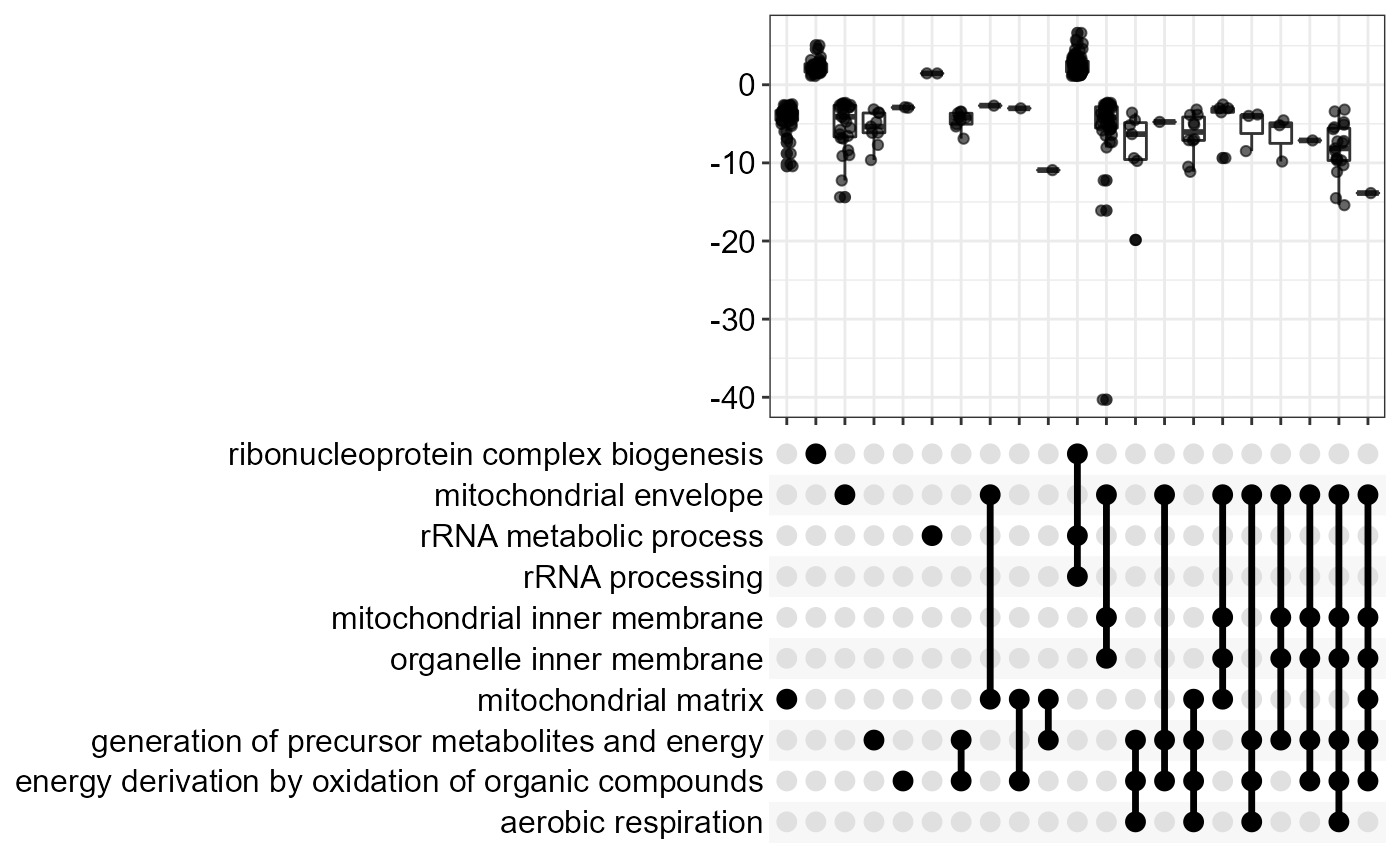 0
-10
-20
-30
-40
ribonucleoprotein complex biogenesis
mitochondrial envelope
rRNA metabolic process
rRNA processing
mitochondrial inner membrane
organelle inner membrane
mitochondrial matrix
generation of precursor metabolites and energy
energy derivation by oxidation of organic compounds
aerobic respiration